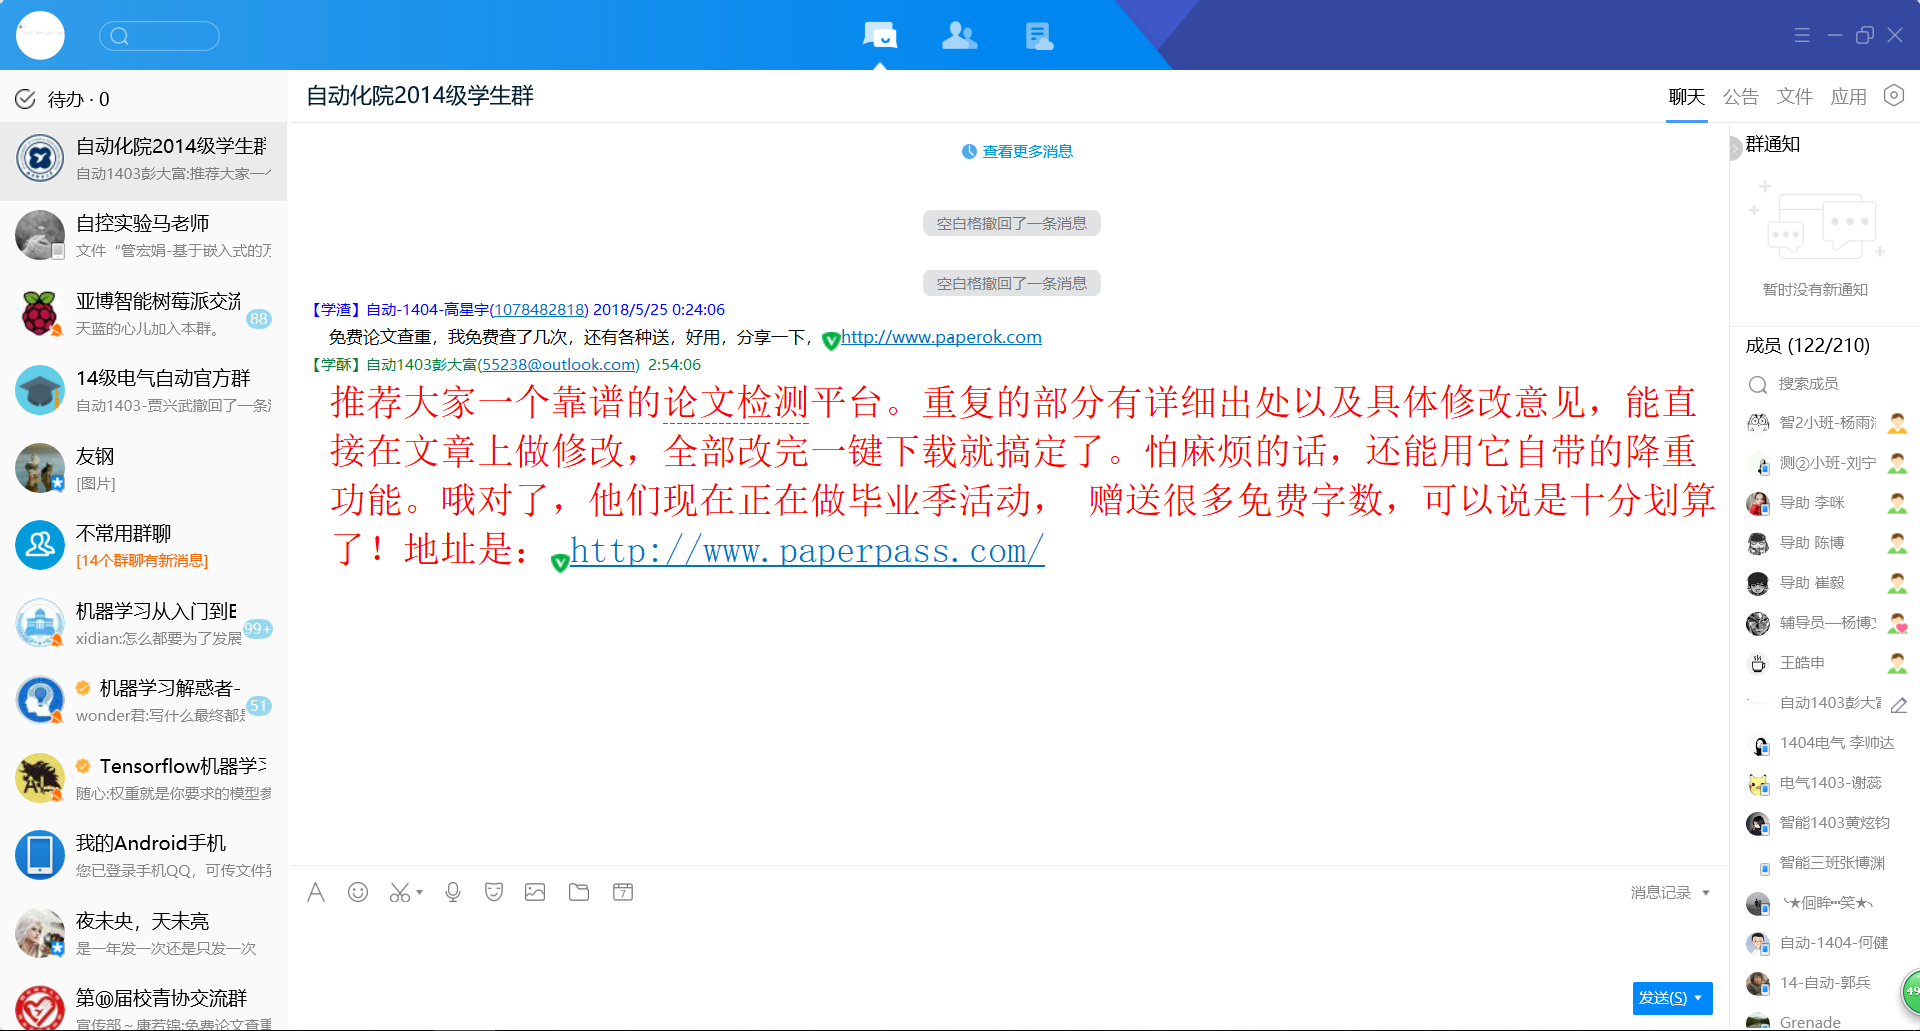 待办 · 0
自动化院2014级学生群
自动1403彭大富:推荐大家一个
自控实验马老师
文件“管宏娟-基于嵌入式的万
亚博智能树莓派交流
天蓝的心儿加入本群。
88
14级电气自动官方群
自动1403-贾兴武撤回了一条消
友钢
[图片]
不常用群聊
[14个群聊有新消息]
机器学习从入门到
xidian:怎么都要为了发展
99+
机器学习解惑者-
wonder君:写什么最终都是
51
Tensorflow机器学习
随心:权重就是你要求的模型参
我的Android手机
您已登录手机QQ，可传文件到
夜未央，天未亮
是一年发一次还是只发一次
第⑩届校青协交流群
宣传部～唐若锦:免费论文查重
自动化院2014级学生群
聊天 公告 文件 应用
查看更多消息
空白格撤回了一条消息
空白格撤回了一条消息
【学渣】自动-1404-高星宇(1078482818) 2018/5/25 0:24:06
免费论文查重，我免费查了几次，还有各种送，好用，分享一下，http://www.paperok.com
【学酥】自动1403彭大富(55238@outlook.com) 2:54:06
推荐大家一个靠谱的论文检测平台。重复的部分有详细出处以及具体修改意见，能直
接在文章上做修改，全部改完一键下载就搞定了。怕麻烦的话，还能用它自带的降重
功能。哦对了，他们现在正在做毕业季活动， 赠送很多免费字数，可以说是十分划算
了！地址是：http://www.paperpass.com/
7
消息记录
发送(S)
群通知
暂时没有新通知
成员 (122/210)
搜索成员
智2小班-杨雨
测②小班-刘宁
导助 李咪
导助 陈博
导助 崔毅
辅导员—杨博文
王皓申
自动1403彭大富
1404电气 李帅达
电气1403-谢蕊
智能1403黄炫钧
智能三班张博渊
╰★佪眸┅笑★╮
自动-1404-何健
14-自动-郭兵
Grenade
49